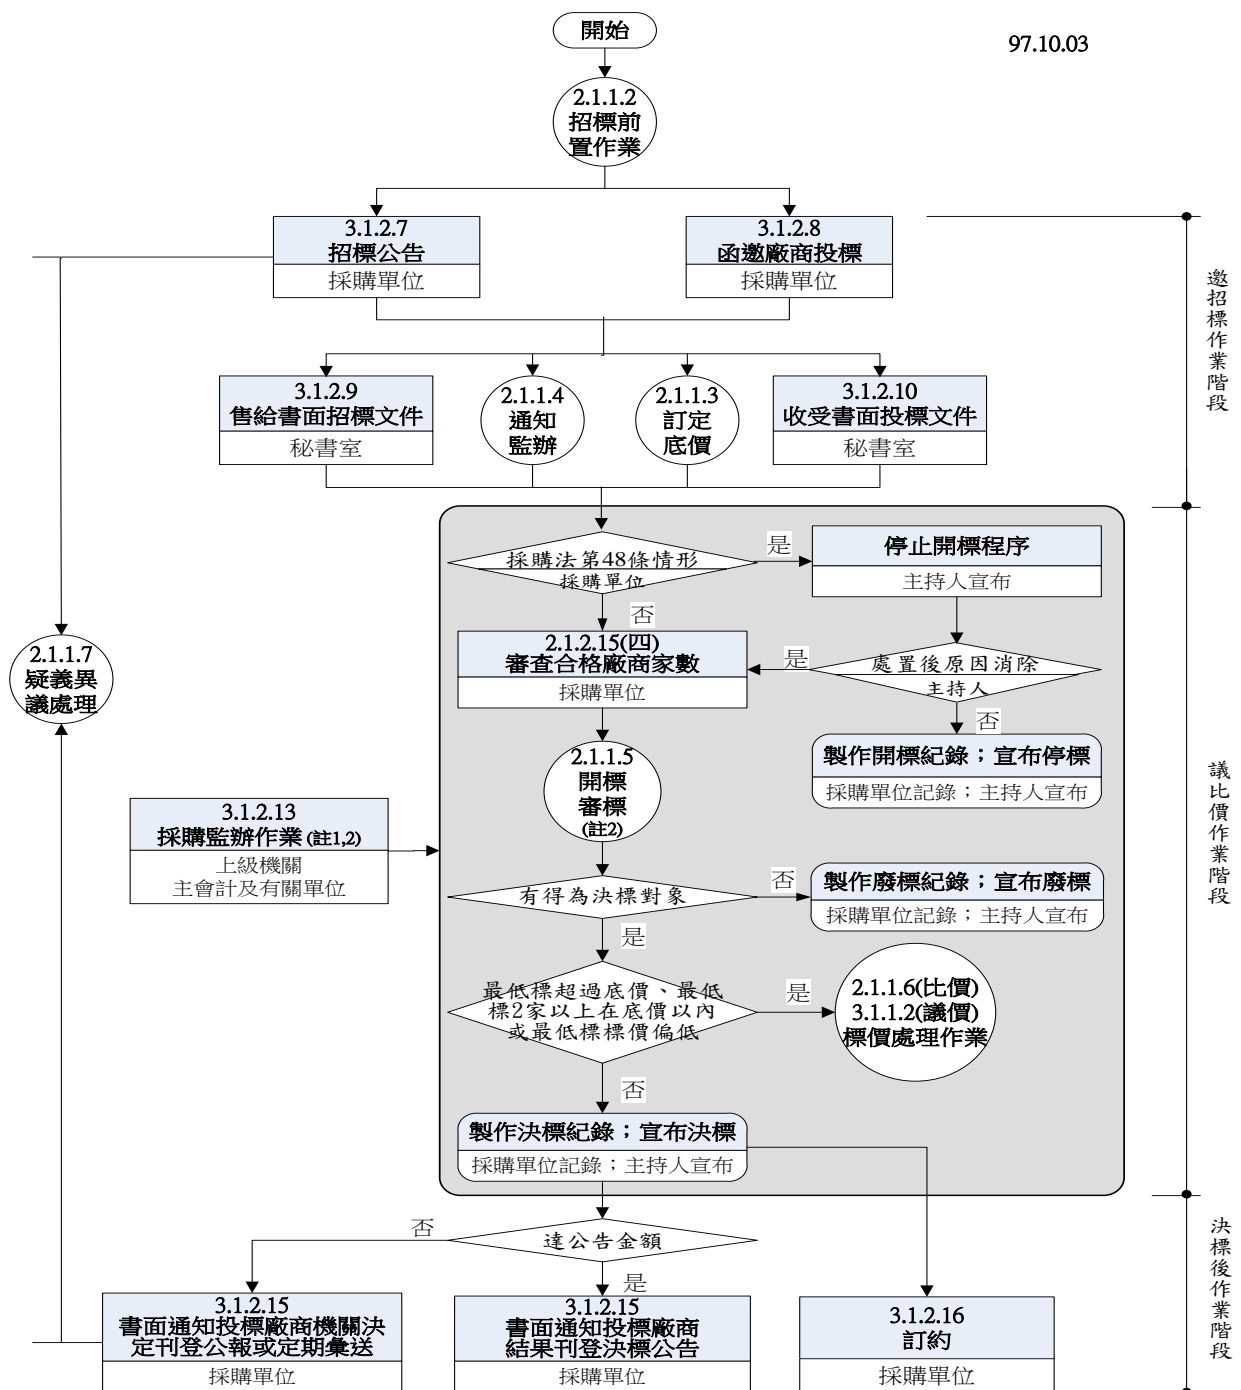 開始
97.10.03
2.1.1.2
招標前
置作業
3.1.2.7
招標公告
採購單位
3.1.2.8
函邀廠商投標
採購單位
邀招標作業階段
3.1.2.9
售給書面招標文件
秘書室
2.1.1.4
通知
監辦
2.1.1.3
訂定
底價
3.1.2.10
收受書面投標文件
秘書室
採購法第48條情形
採購單位
是
停止開標程序
主持人宣布
否
2.1.2.15(四)
審查合格廠商家數
採購單位
是
處置後原因消除
主持人
2.1.1.7
疑義異
議處理
否
製作開標紀錄；宣布停標
採購單位記錄；主持人宣布
2.1.1.5
開標
審標
(註2)
議比價作業階段
3.1.2.13
採購監辦作業(註1,2)
上級機關
主會計及有關單位
有得為決標對象
否
製作廢標紀錄；宣布廢標
採購單位記錄；主持人宣布
是
最低標超過底價、最低
標2家以上在底價以內
或最低標標價偏低
是
2.1.1.6(比價)
3.1.1.2(議價)
標價處理作業
否
製作決標紀錄；宣布決標
採購單位記錄；主持人宣布
否
達公告金額
是
決標後作業階段
3.1.2.15
書面通知投標廠商機關決
定刊登公報或定期彙送
採購單位
3.1.2.15
書面通知投標廠商
結果刊登決標公告
採購單位
3.1.2.16
訂約
採購單位